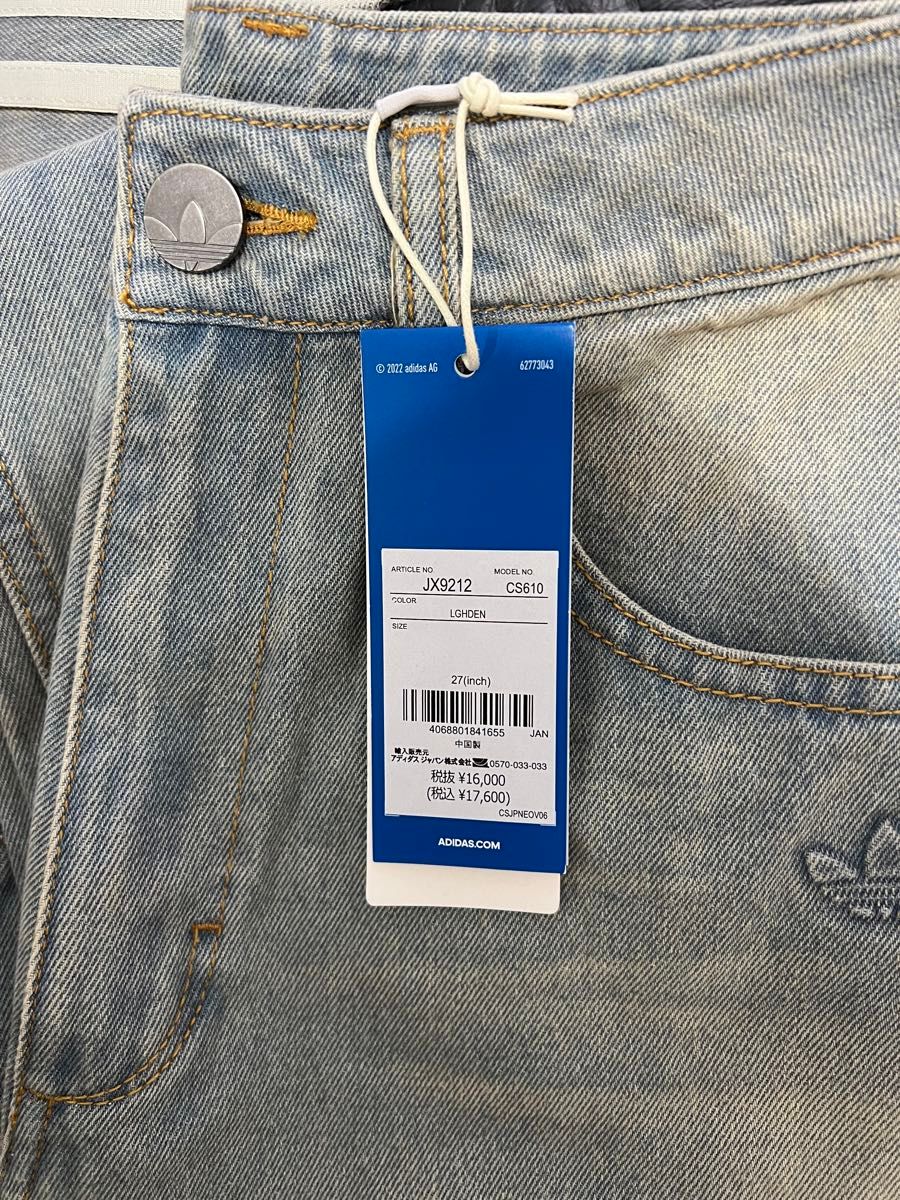 © 2022 adidas AG 62773043
ARTICLE NO. MODEL NO.
JX9212 CS610
COLOR
LGHDEN
SIZE
27(inch)
4068801841655 JAN
中国製
輸入販売元
アディダス ジャパン株式会社 0570-033-033
税抜 ¥16,000
(税込 ¥17,600)
CSJPNEOV06
ADIDAS.COM